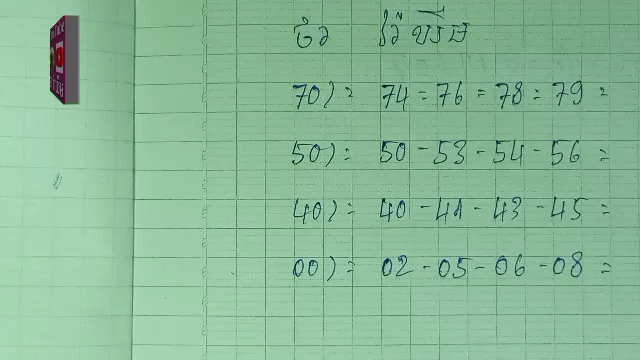 70) = 74 = 76 = 78 = 79 =
50) = 50 - 53 - 54 - 56 =
40) = 40 - 41 - 43 - 45 =
00) = 02 - 05 - 06 - 08 =